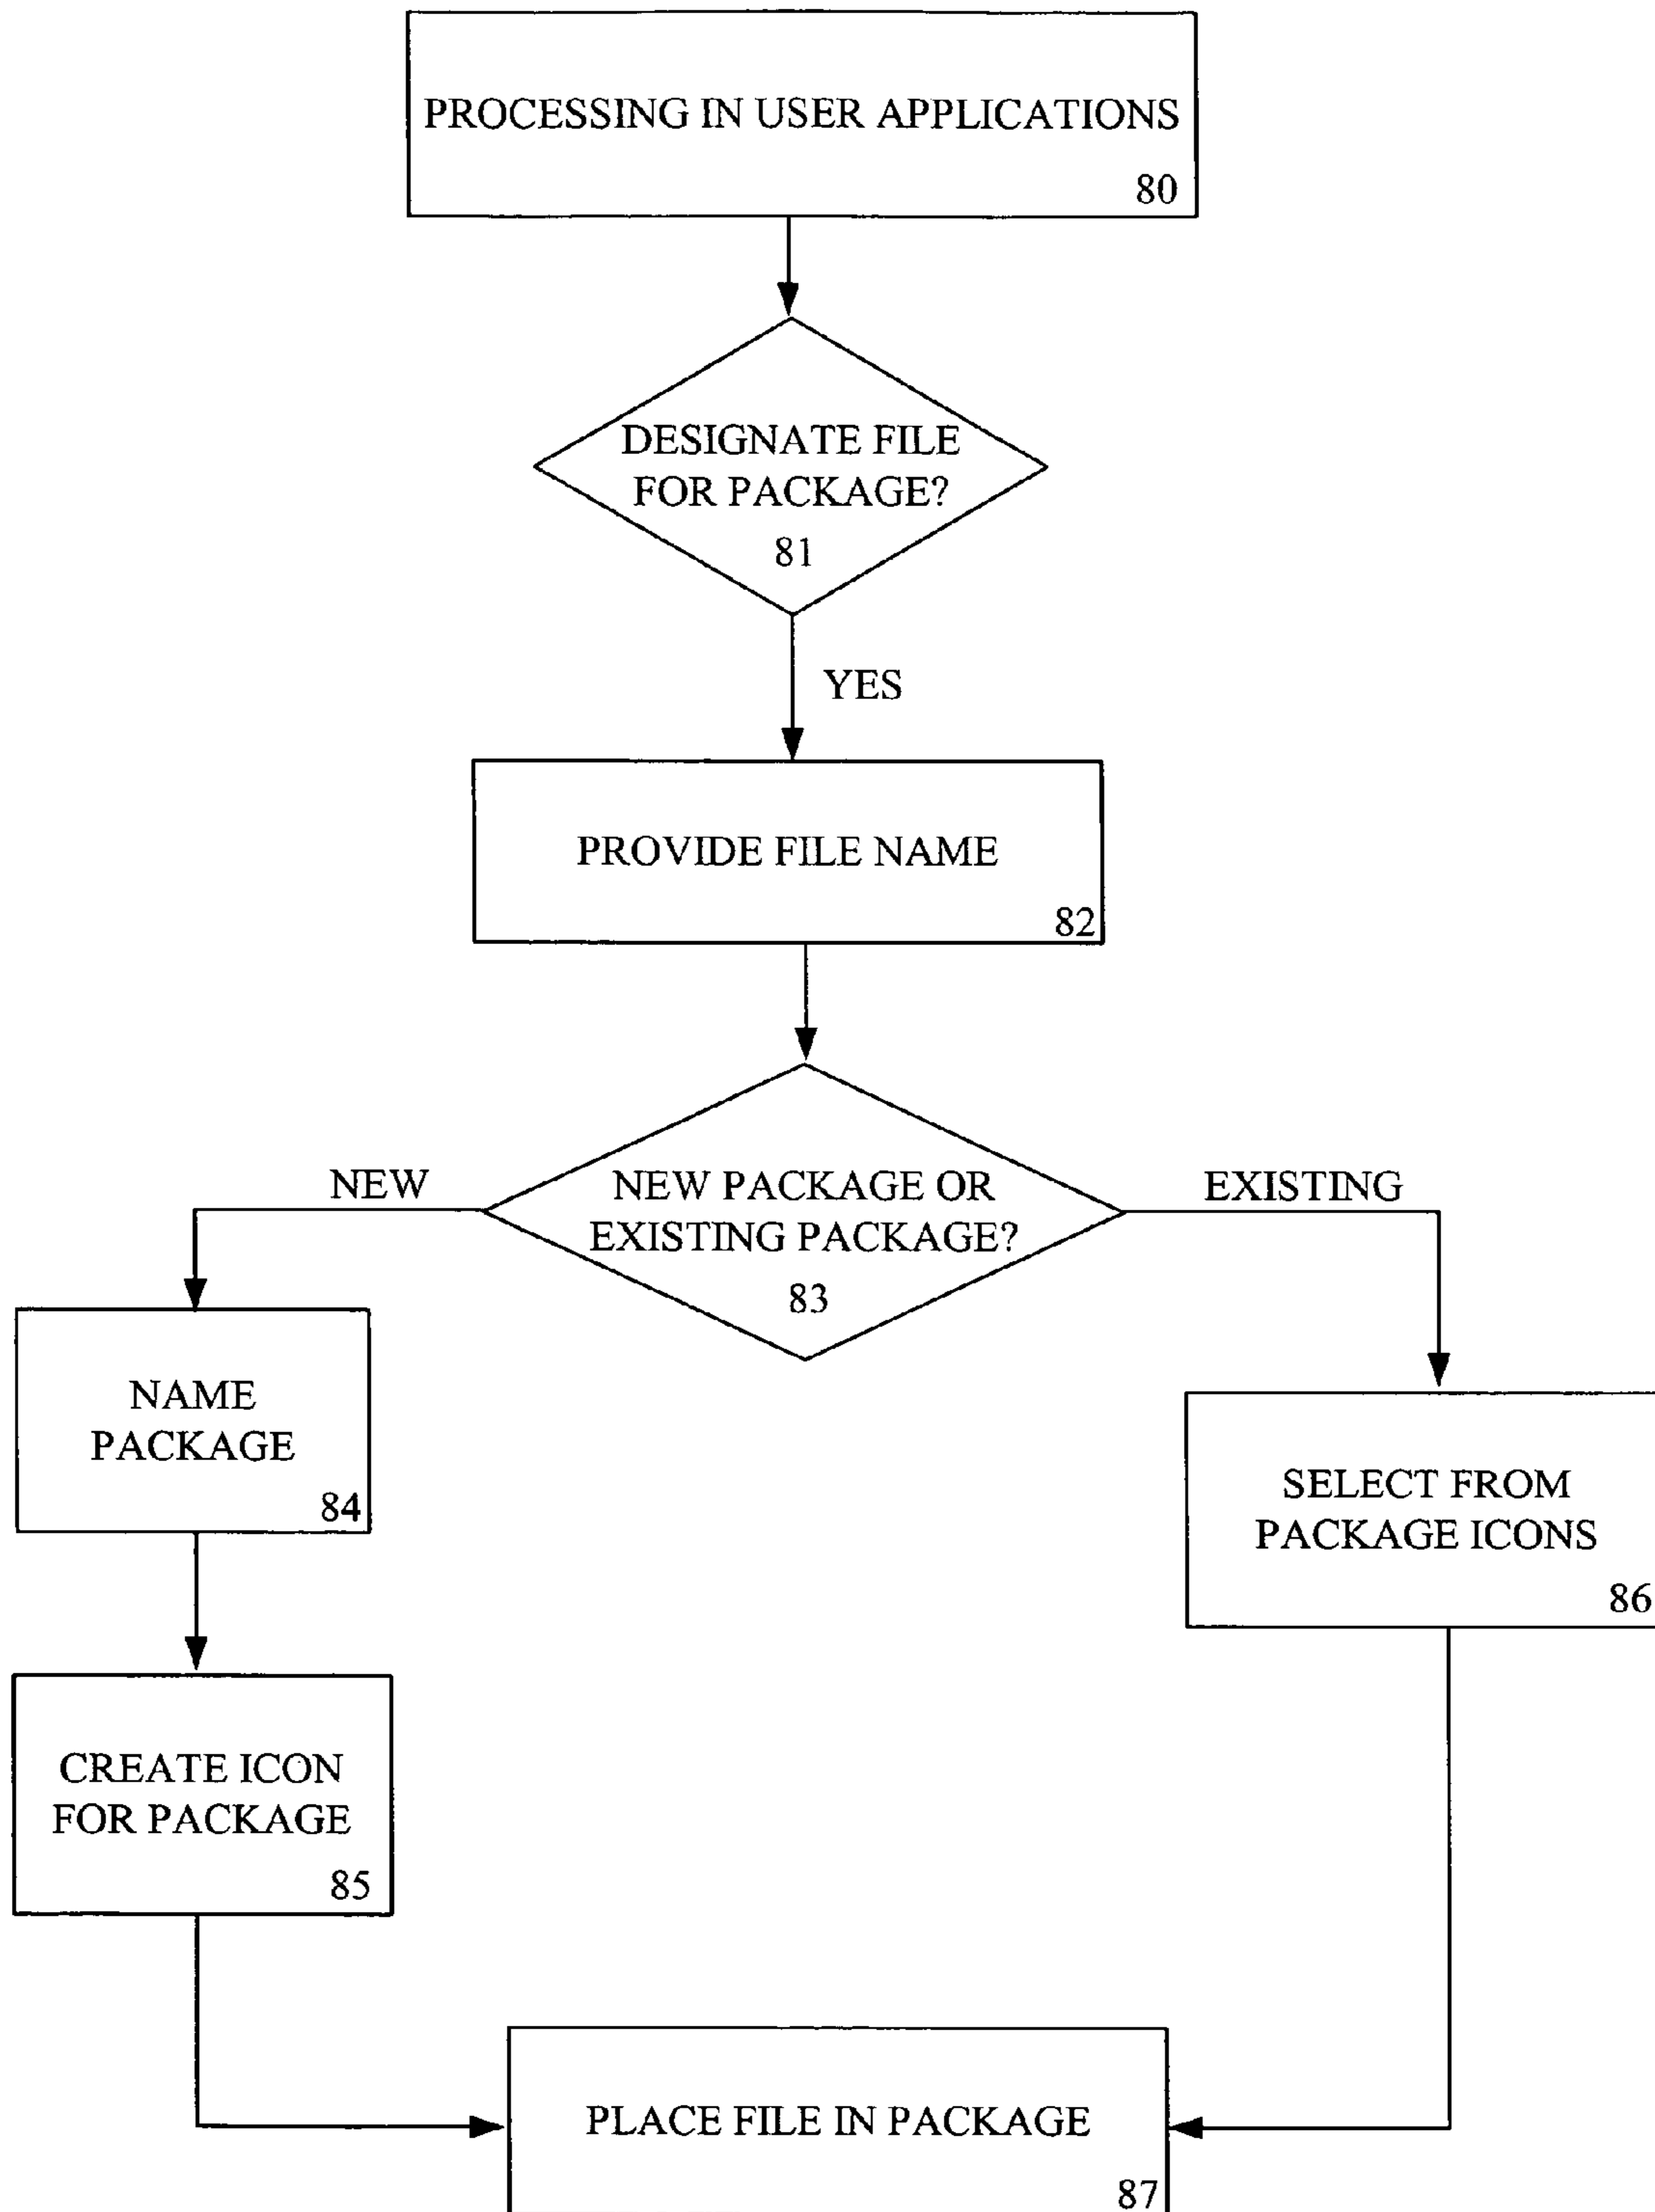 PROCESSING IN USER APPLICATIONS
80
DESIGNATE FILE
FOR PACKAGE?
81
YES
PROVIDE FILE NAME
82
NEW
NEW PACKAGE OR
EXISTING PACKAGE?
83
EXISTING
NAME
PACKAGE
84
SELECT FROM
PACKAGE ICONS
86
CREATE ICON
FOR PACKAGE
85
PLACE FILE IN PACKAGE
87